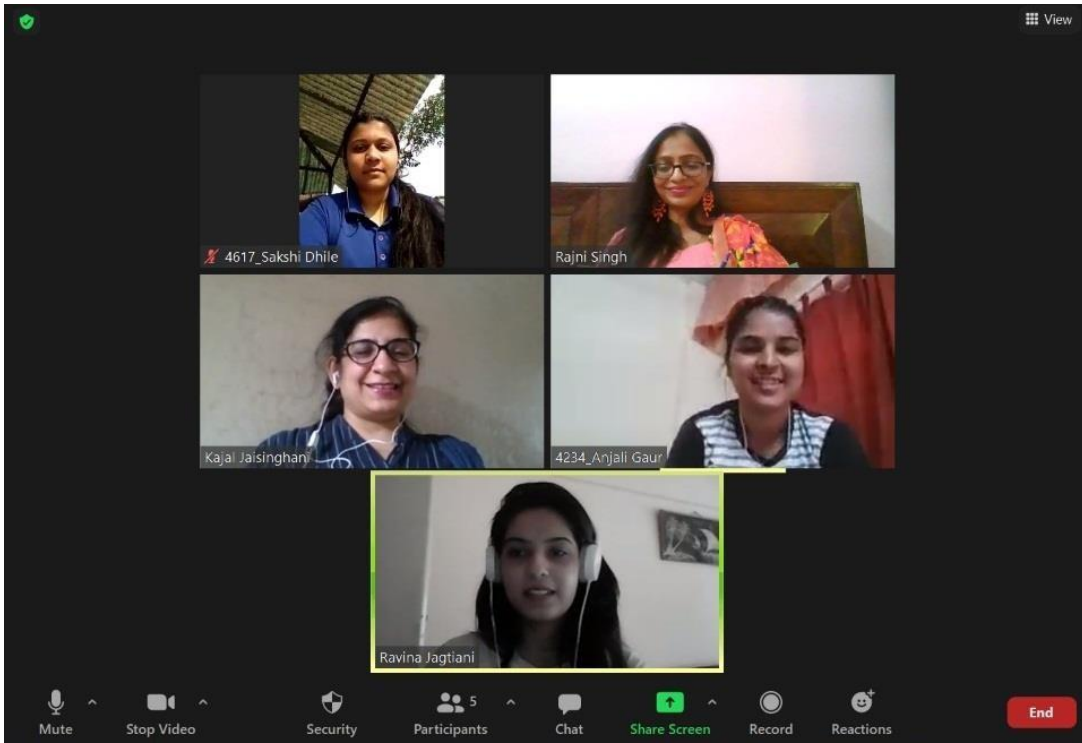 View
4617_Sakshi Dhile
Rajni Singh
Kajal Jaisinghani
4234_Anjali Gaur
Ravina Jagtiani
5
Mute
Stop Video
Security
Participants
Chat
Share Screen
Record
Reactions
End